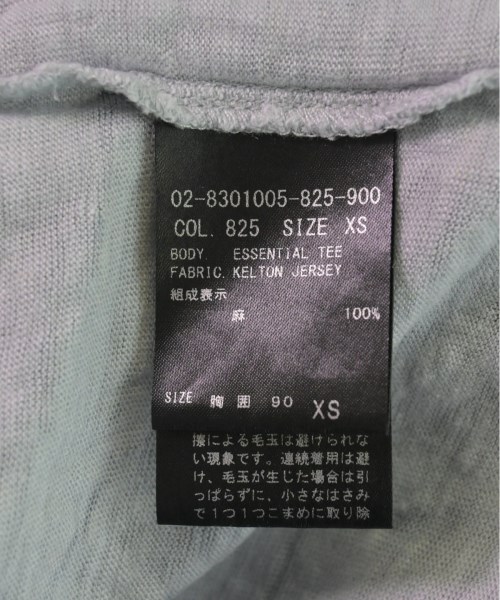 02-8301005-825-900
COL. 825 SIZE XS
BODY. ESSENTIAL TEE
FABRIC. KELTON JERSEY
組成表示
麻 100%
SIZE 胸囲 90 XS
擦による毛玉は避けられな
い現象です。連続着用は避
け、毛玉が生じた場合は引
っぱらずに、小さなはさみ
で1つ1つこまめに取り除